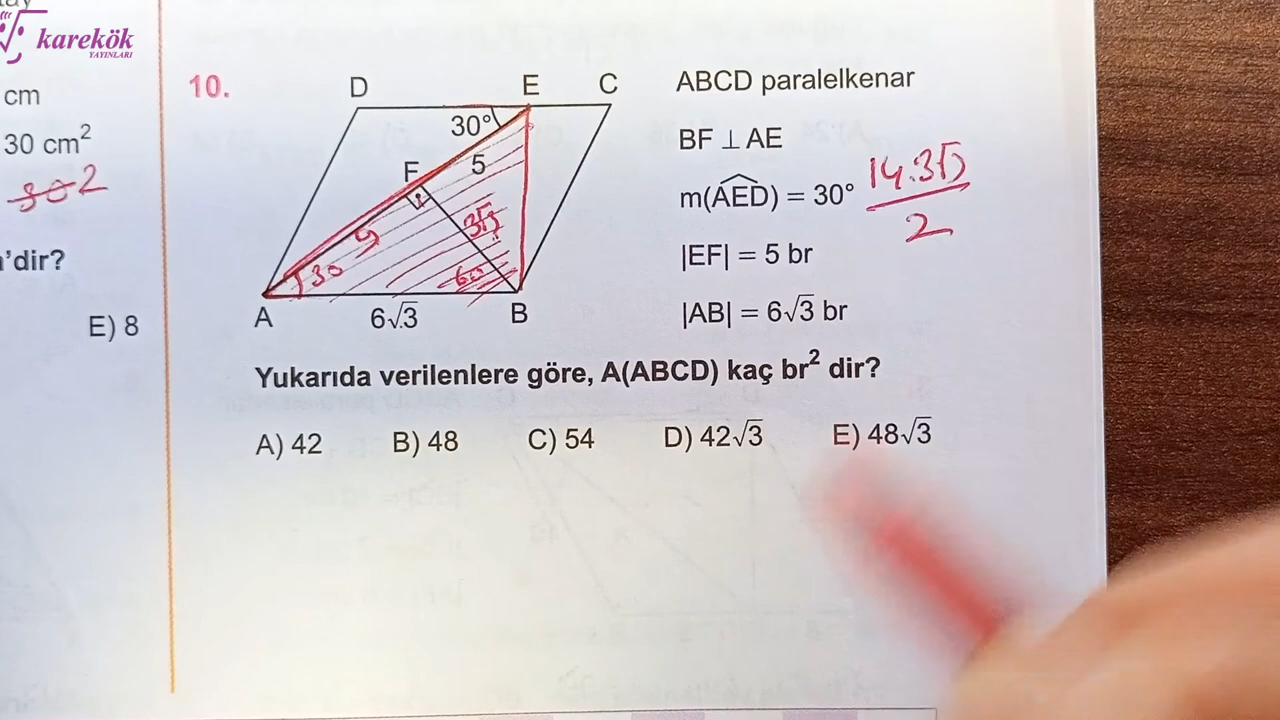 karekök
YAYINLARI
cm
30 cm²
2
'dir?
E) 8
10.
D
E
C
30°
5
F
9
3√3
30
60
A
6√3
B
ABCD paralelkenar
BF ⊥ AE
m(AED) = 30°
|EF| = 5 br
|AB| = 6√3 br
14.3√3
2
Yukarıda verilenlere göre, A(ABCD) kaç br² dir?
A) 42 B) 48 C) 54 D) 42√3 E) 48√3